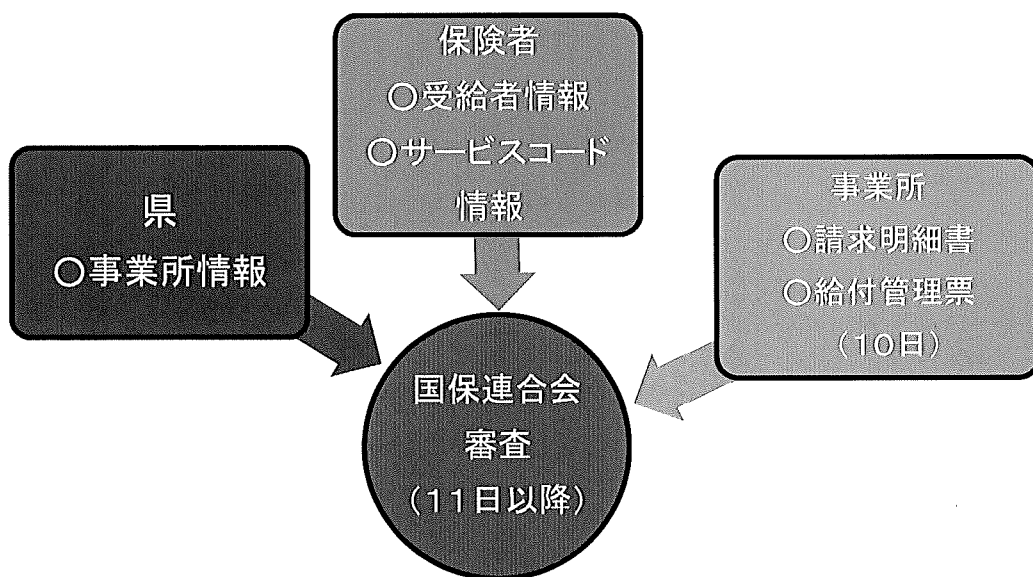 保険者
○受給者情報
○サービスコード
情報
県
○事業所情報
事業所
○請求明細書
○給付管理票
(10日)
国保連合会
審査
(11日以降)